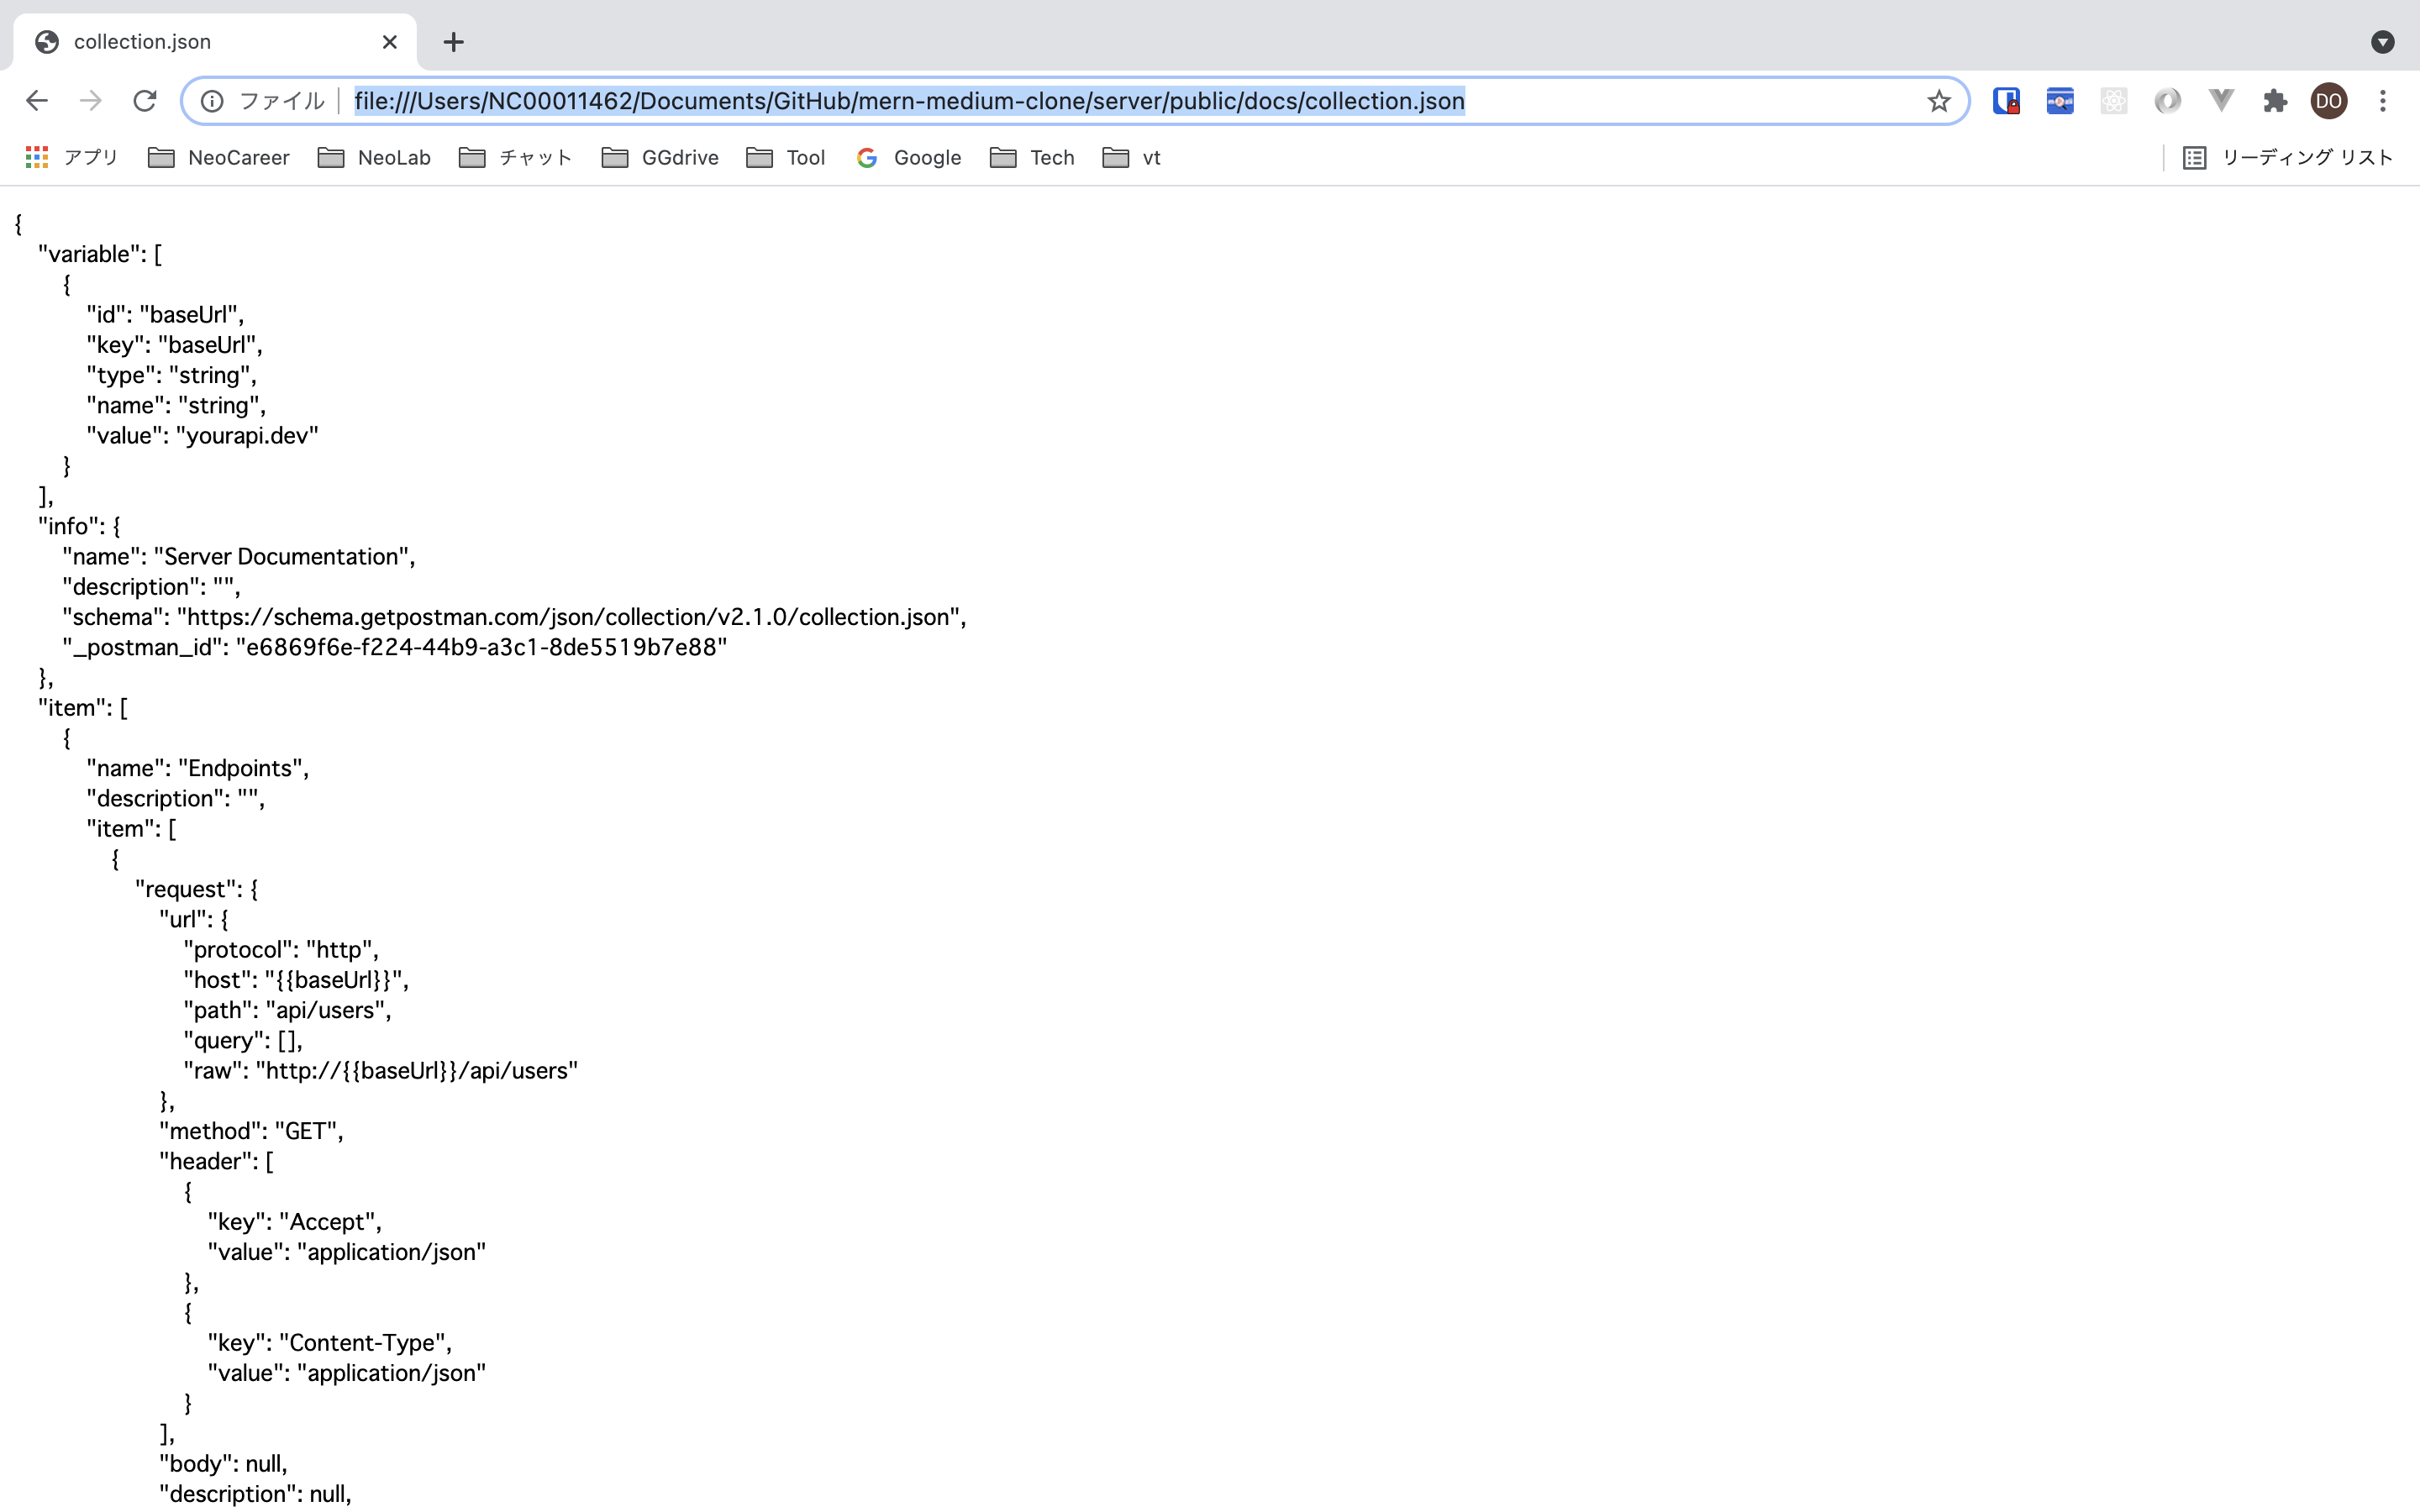 collection.json
ファイル file:///Users/NC00011462/Documents/GitHub/mern-medium-clone/server/public/docs/collection.json DO
アプリ NeoCareer NeoLab チャット GGdrive Tool Google Tech vt リーディング リスト
{
"variable": [
{
"id": "baseUrl",
"key": "baseUrl",
"type": "string",
"name": "string",
"value": "yourapi.dev"
}
],
"info": {
"name": "Server Documentation",
"description": "",
"schema": "https://schema.getpostman.com/json/collection/v2.1.0/collection.json",
"_postman_id": "e6869f6e-f224-44b9-a3c1-8de5519b7e88"
},
"item": [
{
"name": "Endpoints",
"description": "",
"item": [
{
"request": {
"url": {
"protocol": "http",
"host": "{{baseUrl}}",
"path": "api/users",
"query": [],
"raw": "http://{{baseUrl}}/api/users"
},
"method": "GET",
"header": [
{
"key": "Accept",
"value": "application/json"
},
{
"key": "Content-Type",
"value": "application/json"
}
],
"body": null,
"description": null,